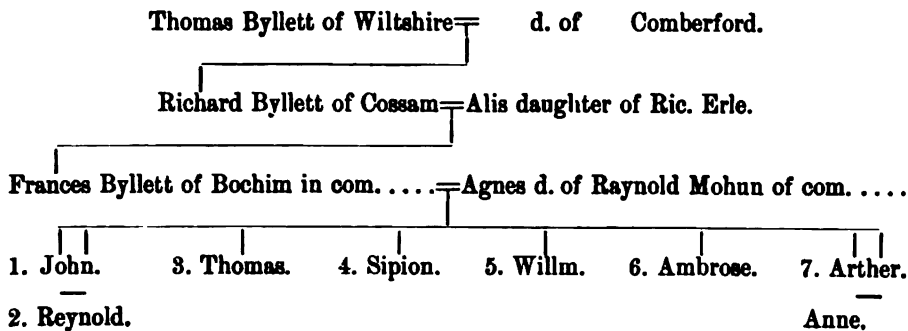 Thomas Byllett of Wiltshire = d. of Comberford.
Richard Byllett of Cossam = Alis daughter of Ric. Erle.
Frances Byllett of Bochim in com. . . . . = Agnes d. of Raynold Mohun of com. . . . .
1. John. 3. Thomas. 4. Sipion. 5. Willm. 6. Ambrose. 7. Arther.
2. Reynold. Anne.